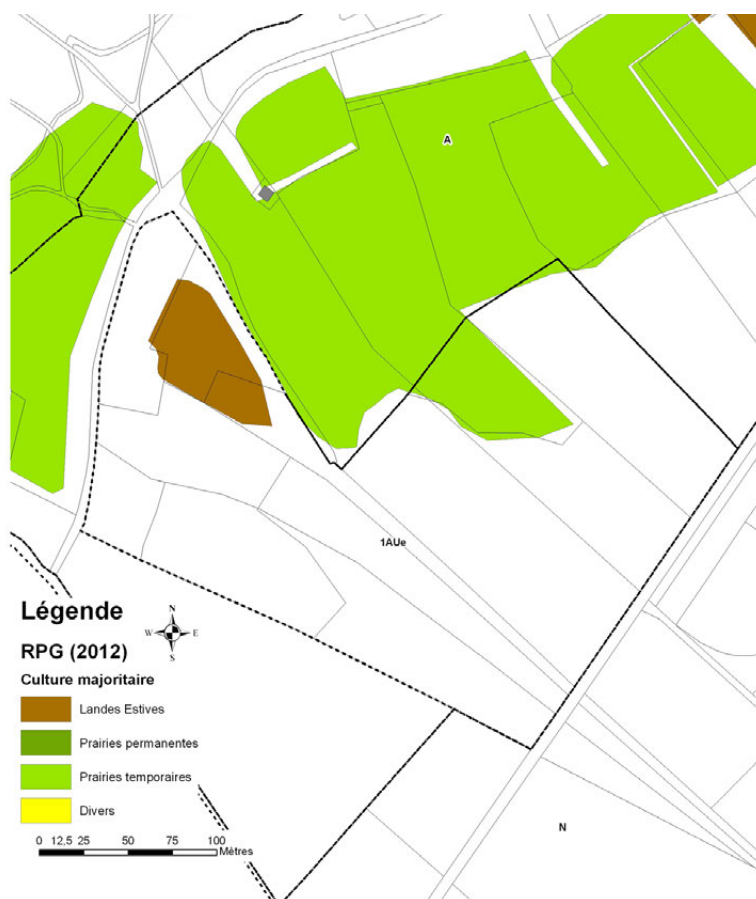 A
1AUe
Légende
N
W E
S
RPG (2012)
Culture majoritaire
Landes Estives
Prairies permanentes
Prairies temporaires
Divers
0 12,5 25 50 75 100
Mètres
N